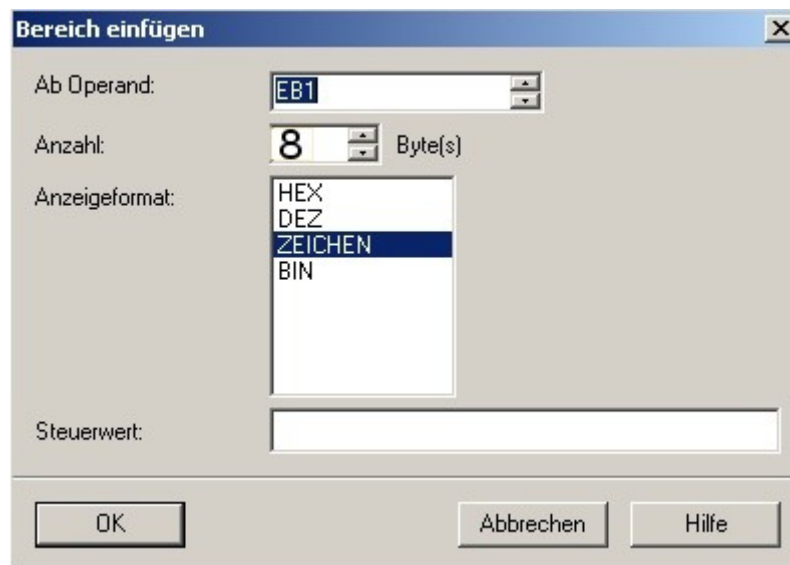 Bereich einfügen
Ab Operand: EB1
Anzahl: 8 Byte(s)
Anzeigeformat: HEX
DEZ
ZEICHEN
BIN
Steuerwert:
OK Abbrechen Hilfe